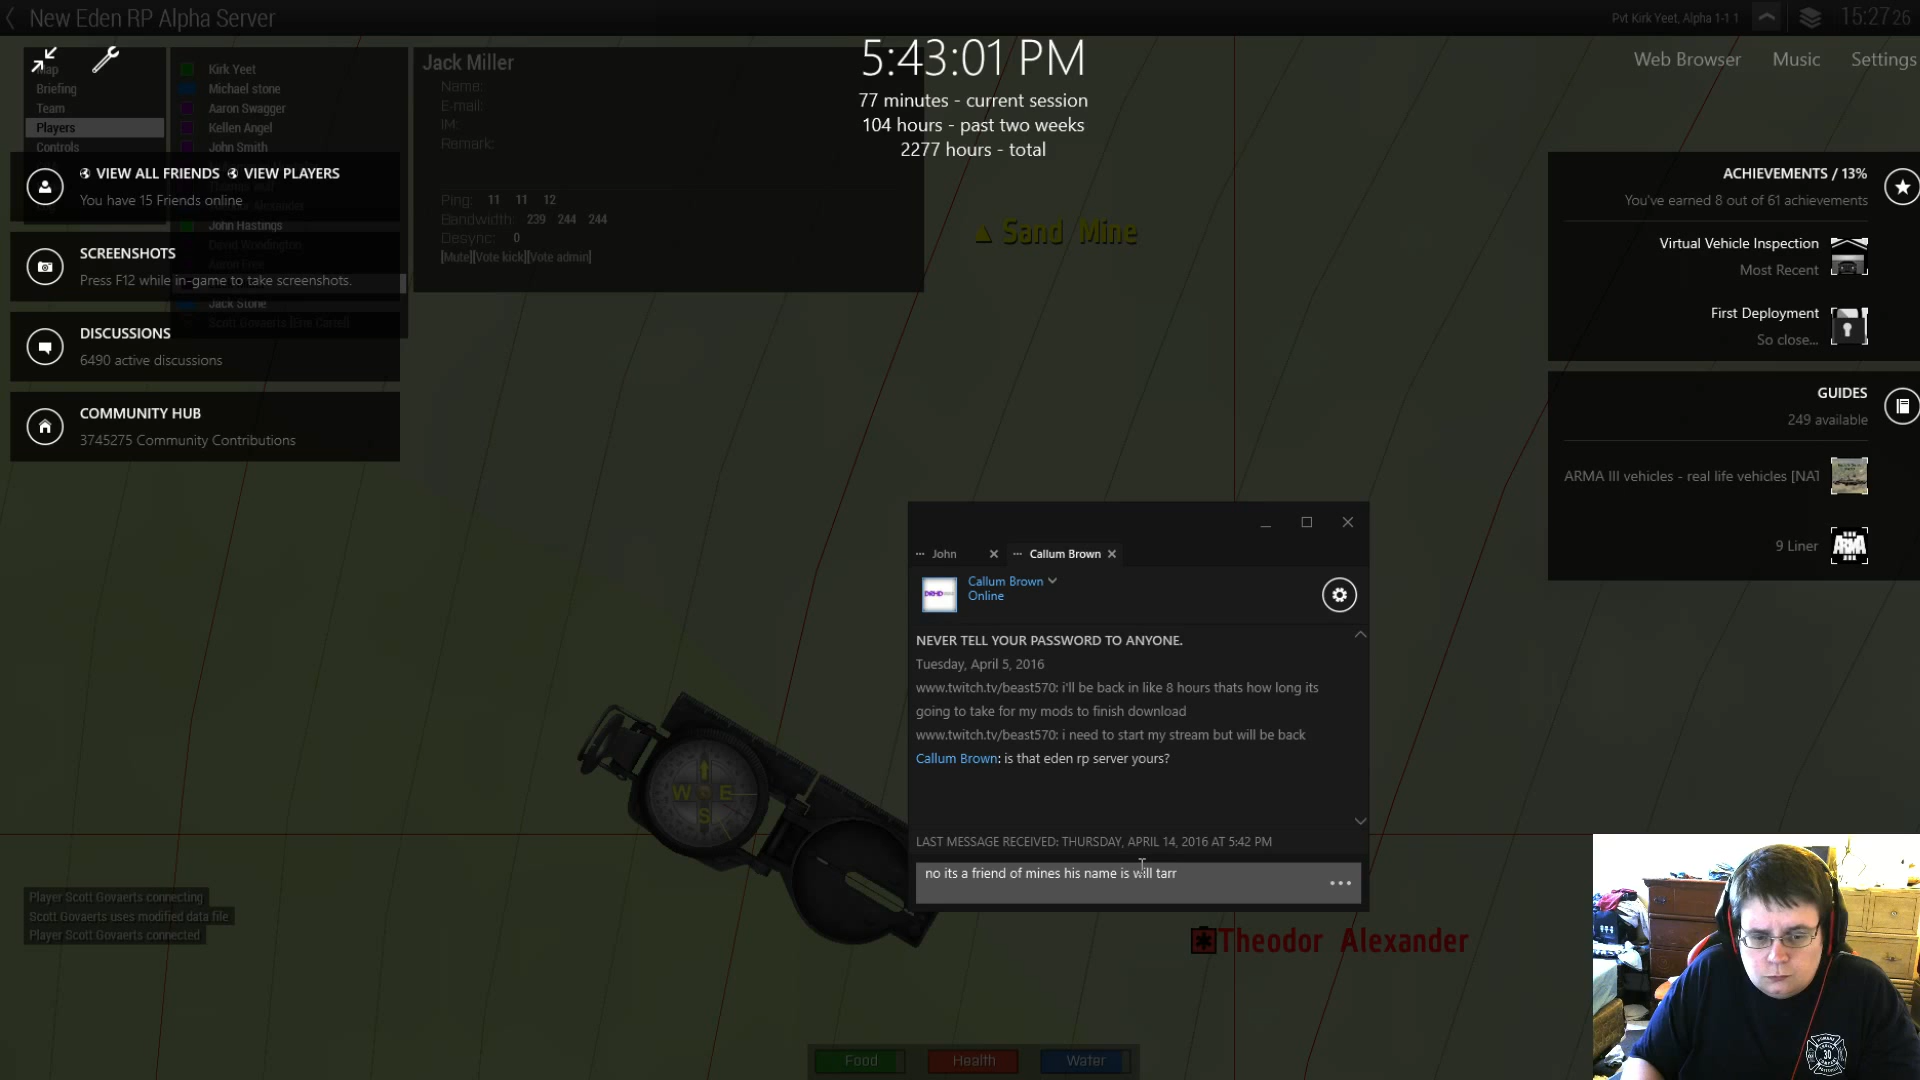 New Eden RP Alpha Server
Pvt Kirk Yeet, Alpha 1-1 1
15:27 26
5:43:01 PM
77 minutes - current session
104 hours - past two weeks
2277 hours - total
Web Browser
Music
Settings
Map
Briefing
Team
Players
Controls
Kirk Yeet
Michael stone
Aaron Swagger
Kellen Angel
John Smith
John Hastings
David Woodington
Aaron Free
Jack Stone
Scott Govaerts [Erre Carrel]
Jack Miller
Name:
E-mail:
IM:
Remark:
Ping: 11 11 12
Bandwidth: 239 244 244
Desync: 0
[Mute][Vote kick][Vote admin]
VIEW ALL FRIENDS VIEW PLAYERS
You have 15 Friends online
SCREENSHOTS
Press F12 while in-game to take screenshots.
DISCUSSIONS
6490 active discussions
COMMUNITY HUB
3745275 Community Contributions
Sand Mine
ACHIEVEMENTS / 13%
You've earned 8 out of 61 achievements
Virtual Vehicle Inspection
Most Recent
First Deployment
So close...
GUIDES
249 available
ARMA III vehicles - real life vehicles [NAT
9 Liner
ARMA
John
Callum Brown
Callum Brown
Online
NEVER TELL YOUR PASSWORD TO ANYONE.
Tuesday, April 5, 2016
www.twitch.tv/beast570: i'll be back in like 8 hours thats how long its
going to take for my mods to finish download
www.twitch.tv/beast570: i need to start my stream but will be back
Callum Brown: is that eden rp server yours?
LAST MESSAGE RECEIVED: THURSDAY, APRIL 14, 2016 AT 5:42 PM
no its a friend of mines his name is will tarr
W E
S
Player Scott Govaerts connecting
Scott Govaerts uses modified data file
Player Scott Govaerts connected
Theodor Alexander
Food
Health
Water
30